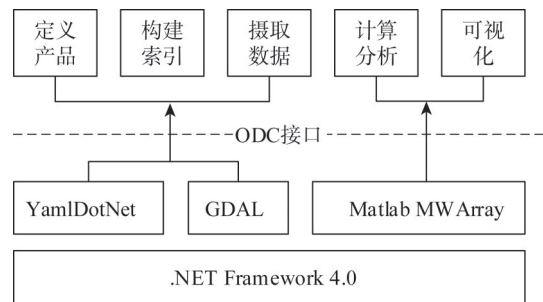 定义
产品
构建
索引
摄取
数据
计算
分析
可视
化
ODC接口
YamlDotNet
GDAL
Matlab MWArray
.NET Framework 4.0